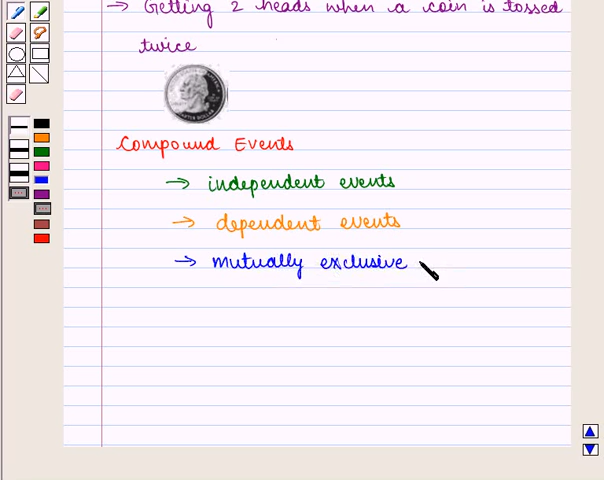 → Getting 2 heads when a coin is tossed
twice
Compound Events
→ independent events
→ dependent events
→ mutually exclusive